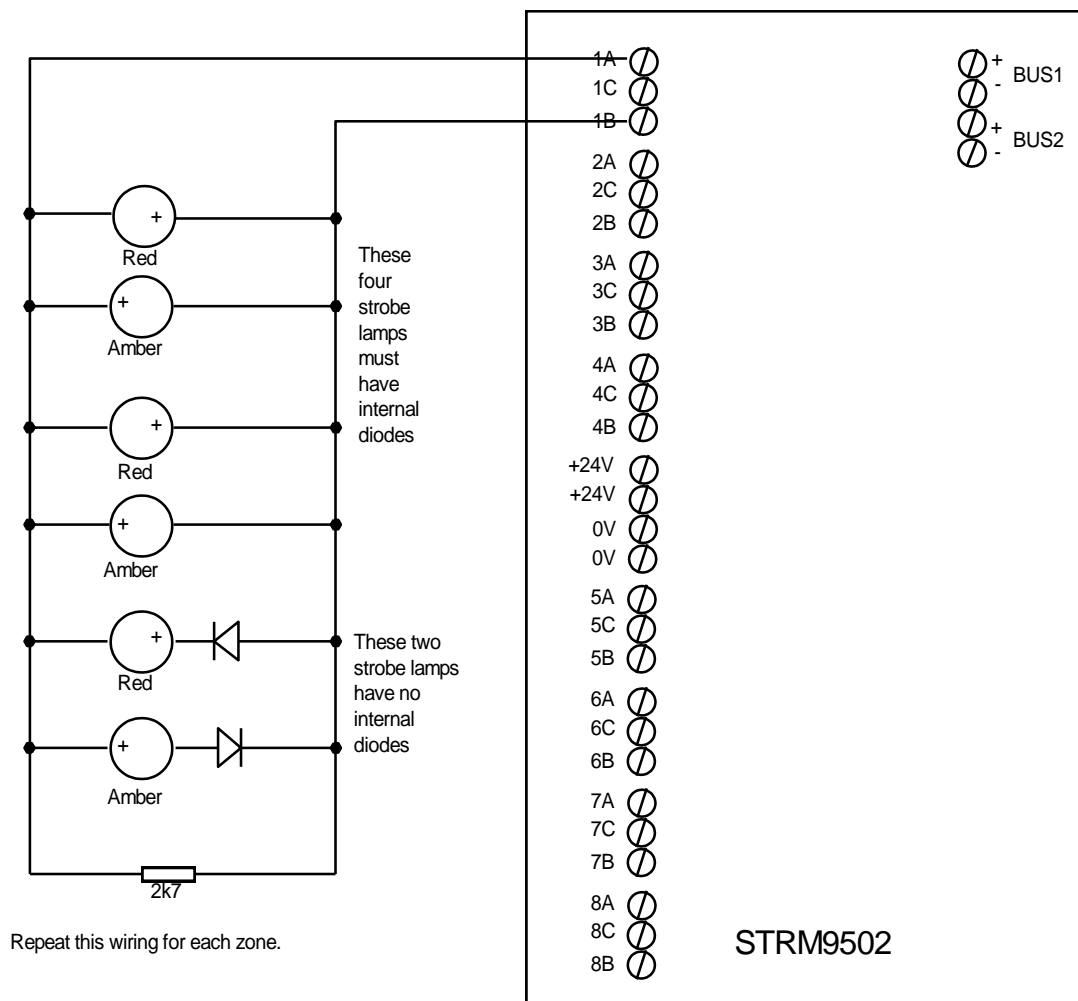 1A
1C
1B
2A
2C
2B
3A
3C
3B
4A
4C
4B
+24V
+24V
0V
0V
5A
5C
5B
6A
6C
6B
7A
7C
7B
8A
8C
8B
+
- BUS1
+
- BUS2
STRM9502
+
Red
+
Amber
+
Red
+
Amber
These
four
strobe
lamps
must
have
internal
diodes
+
Red
+
Amber
These two
strobe lamps
have no
internal
diodes
2k7
Repeat this wiring for each zone.